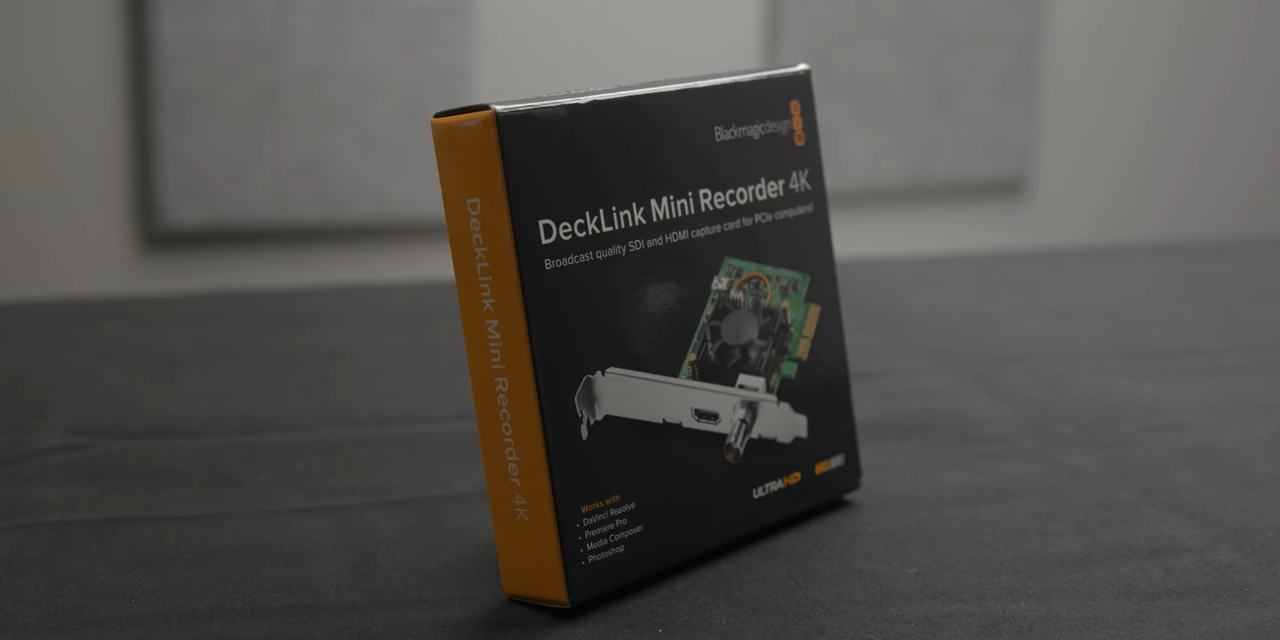 Blackmagicdesign
DeckLink Mini Recorder 4K
Broadcast quality SDI and HDMI capture card for PCIe computers!
DeckLink Mini Recorder 4K
Works with
• DaVinci Resolve
• Premiere Pro
• Media Composer
• Photoshop
ULTRAHD